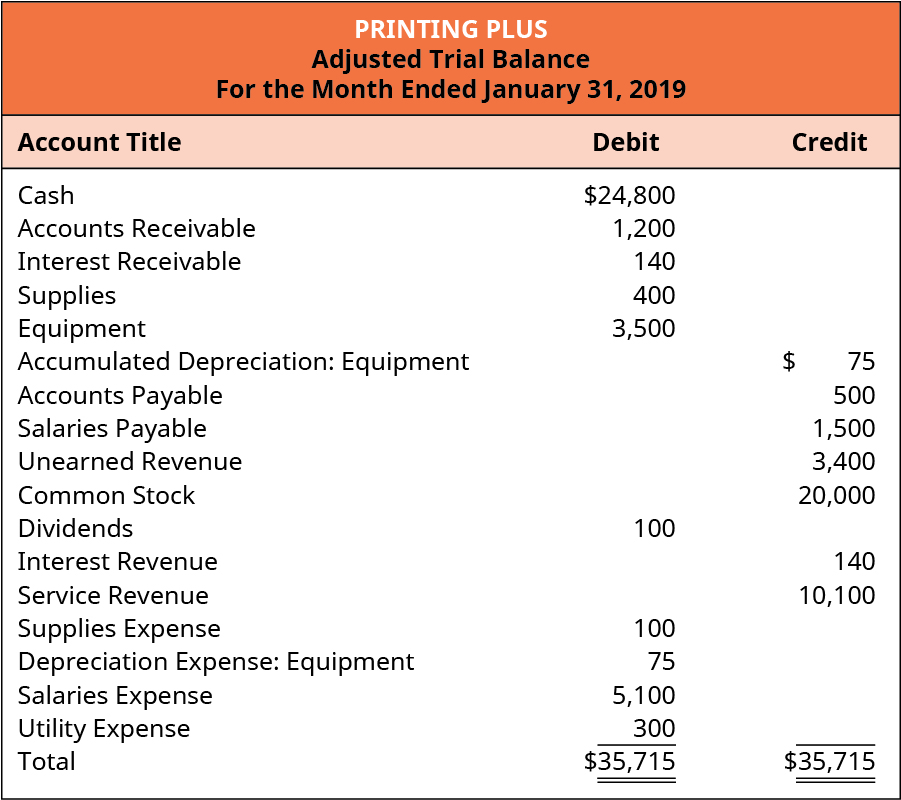 PRINTING PLUS
Adjusted Trial Balance
For the Month Ended January 31, 2019
Account Title Debit Credit
Cash $24,800
Accounts Receivable 1,200
Interest Receivable 140
Supplies 400
Equipment 3,500
Accumulated Depreciation: Equipment $ 75
Accounts Payable 500
Salaries Payable 1,500
Unearned Revenue 3,400
Common Stock 20,000
Dividends 100
Interest Revenue 140
Service Revenue 10,100
Supplies Expense 100
Depreciation Expense: Equipment 75
Salaries Expense 5,100
Utility Expense 300
Total $35,715 $35,715